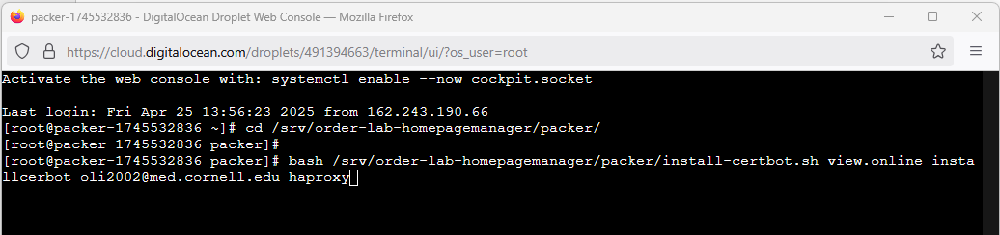 packer-1745532836 - DigitalOcean Droplet Web Console — Mozilla Firefox
https://cloud.digitalocean.com/droplets/491394663/terminal/ui/?os_user=root
Activate the web console with: systemctl enable --now cockpit.socket
Last login: Fri Apr 25 13:56:23 2025 from 162.243.190.66
[root@packer-1745532836 ~]# cd /srv/order-lab-homepagemanager/packer/
[root@packer-1745532836 packer]#
[root@packer-1745532836 packer]# bash /srv/order-lab-homepagemanager/packer/install-certbot.sh view.online insta
llcerbot oli2002@med.cornell.edu haproxy